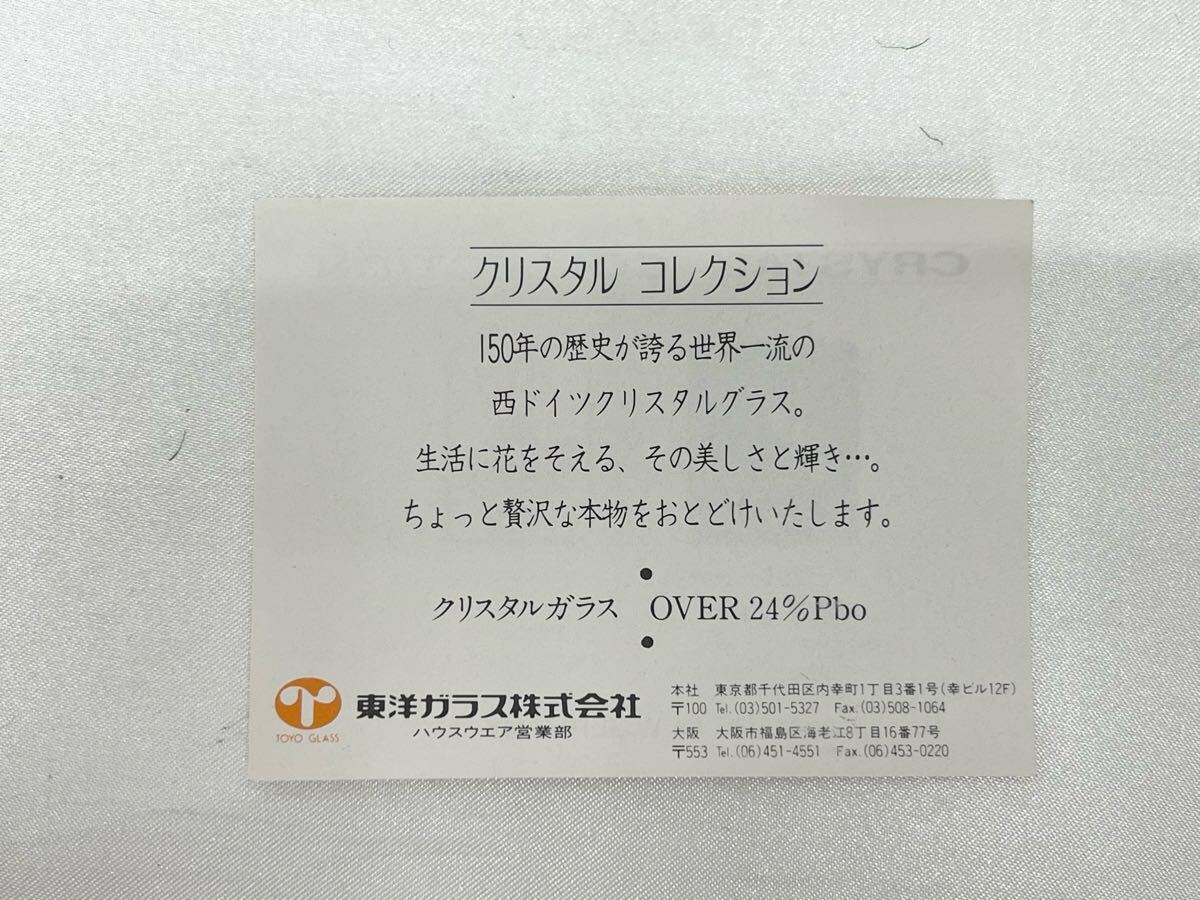 クリスタル コレクション
150年の歴史が誇る世界一流の
西ドイツクリスタルグラス。
生活に花をそえる、その美しさと輝き…。
ちょっと贅沢な本物をおとどけいたします。
クリスタルガラス OVER 24%Pbo
TOYO GLASS
東洋ガラス株式会社
ハウスウエア営業部
本社 東京都千代田区内幸町1丁目3番1号(幸ビル12F)
〒100 Tel.(03)501-5327 Fax.(03)508-1064
大阪 大阪市福島区海老江8丁目16番77号
〒553 Tel.(06)451-4551 Fax.(06)453-0220